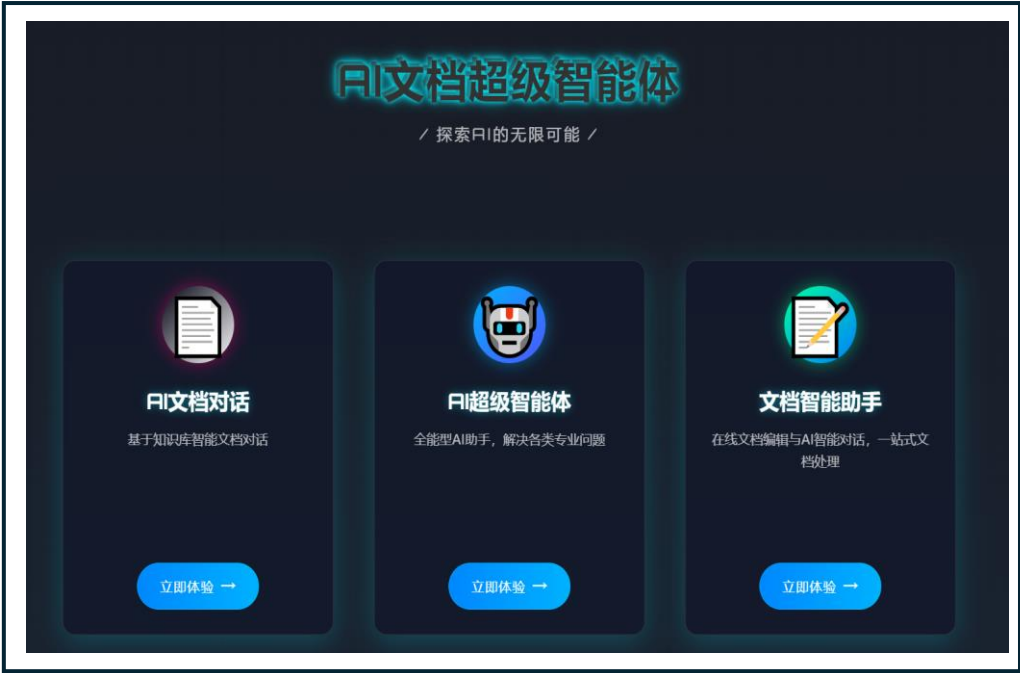 AI文档超级智能体
/ 探索AI的无限可能 /
AI文档对话
基于知识库智能文档对话
立即体验 →
AI超级智能体
全能型AI助手，解决各类专业问题
立即体验 →
文档智能助手
在线文档编辑与AI智能对话，一站式文
档处理
立即体验 →